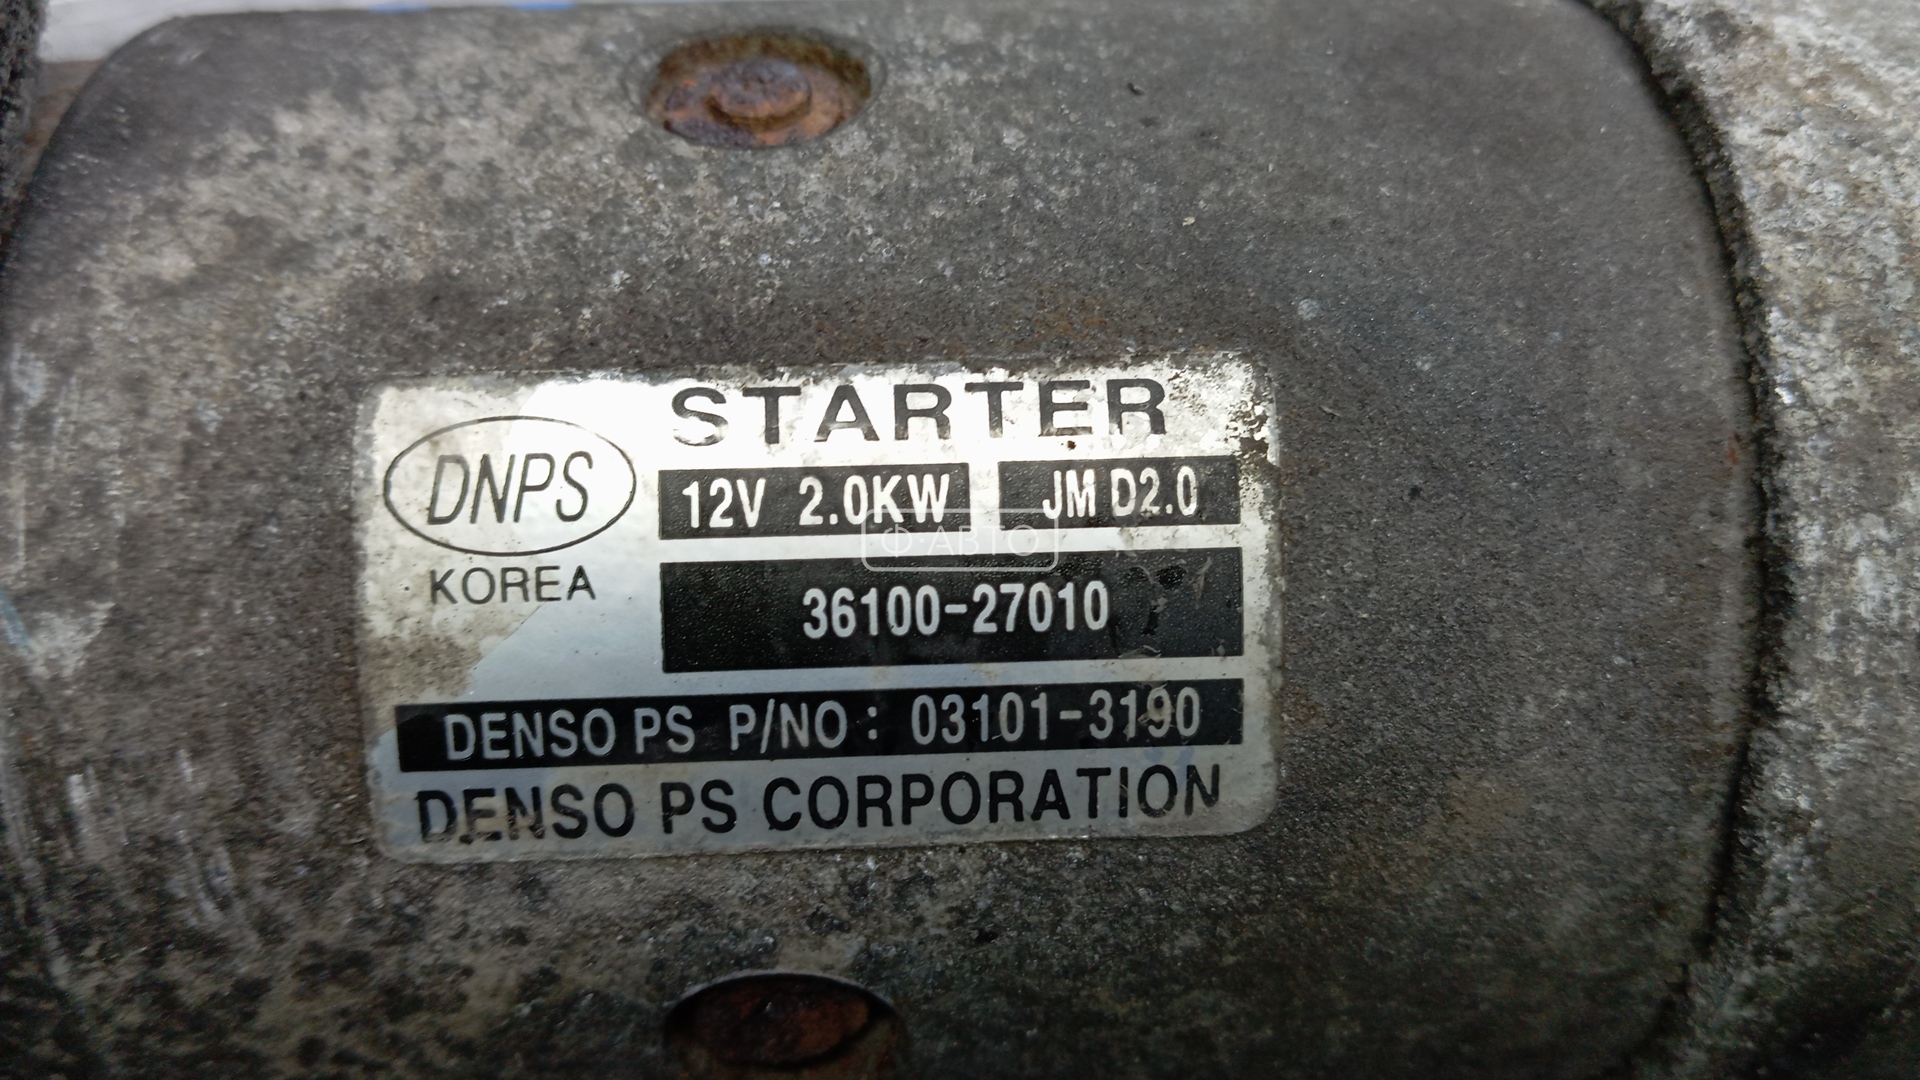 STARTER
DNPS
12V 2.0KW JM D2.0
Ф·АВТО
KOREA
36100-27010
DENSO PS P/NO : 03101-3190
DENSO PS CORPORATION